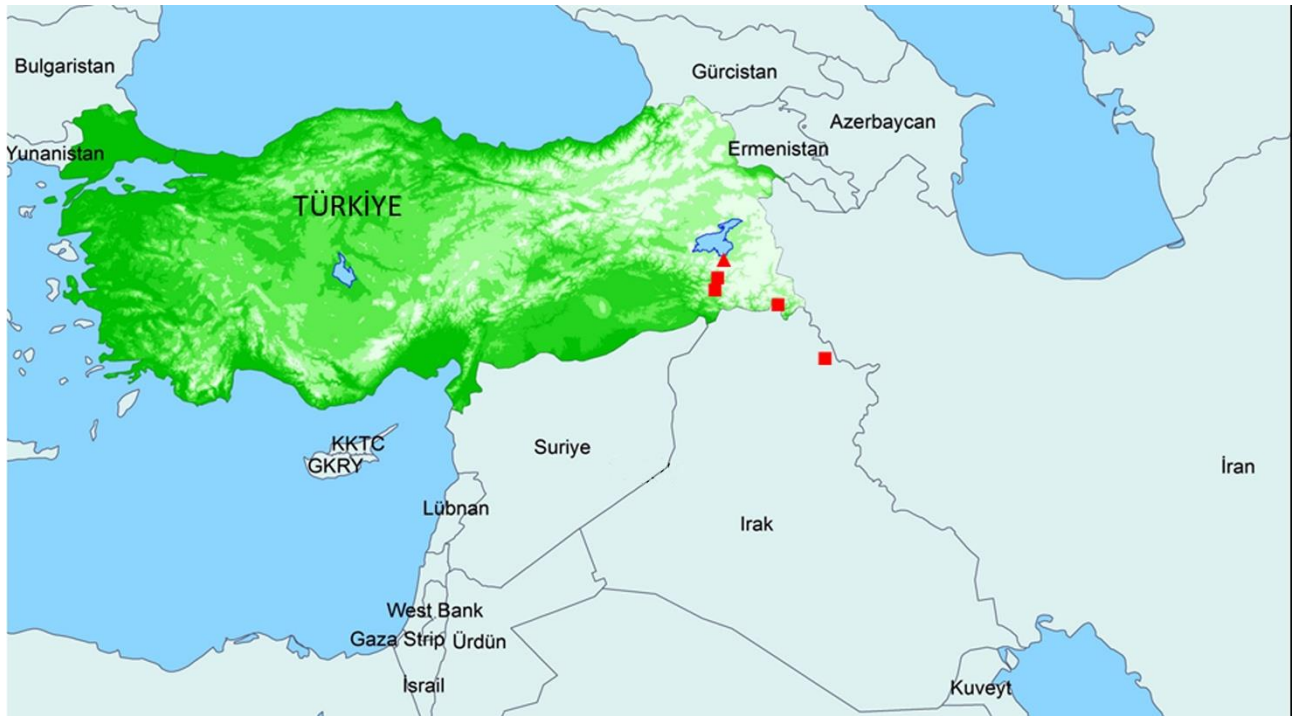 Bulgaristan
Gürcistan
Azerbaycan
Ermenistan
Yunanistan
TÜRKİYE
KKTC
GKRY
Suriye
İran
Lübnan
Irak
West Bank
Gaza Strip
Ürdün
İsrail
Kuveyt